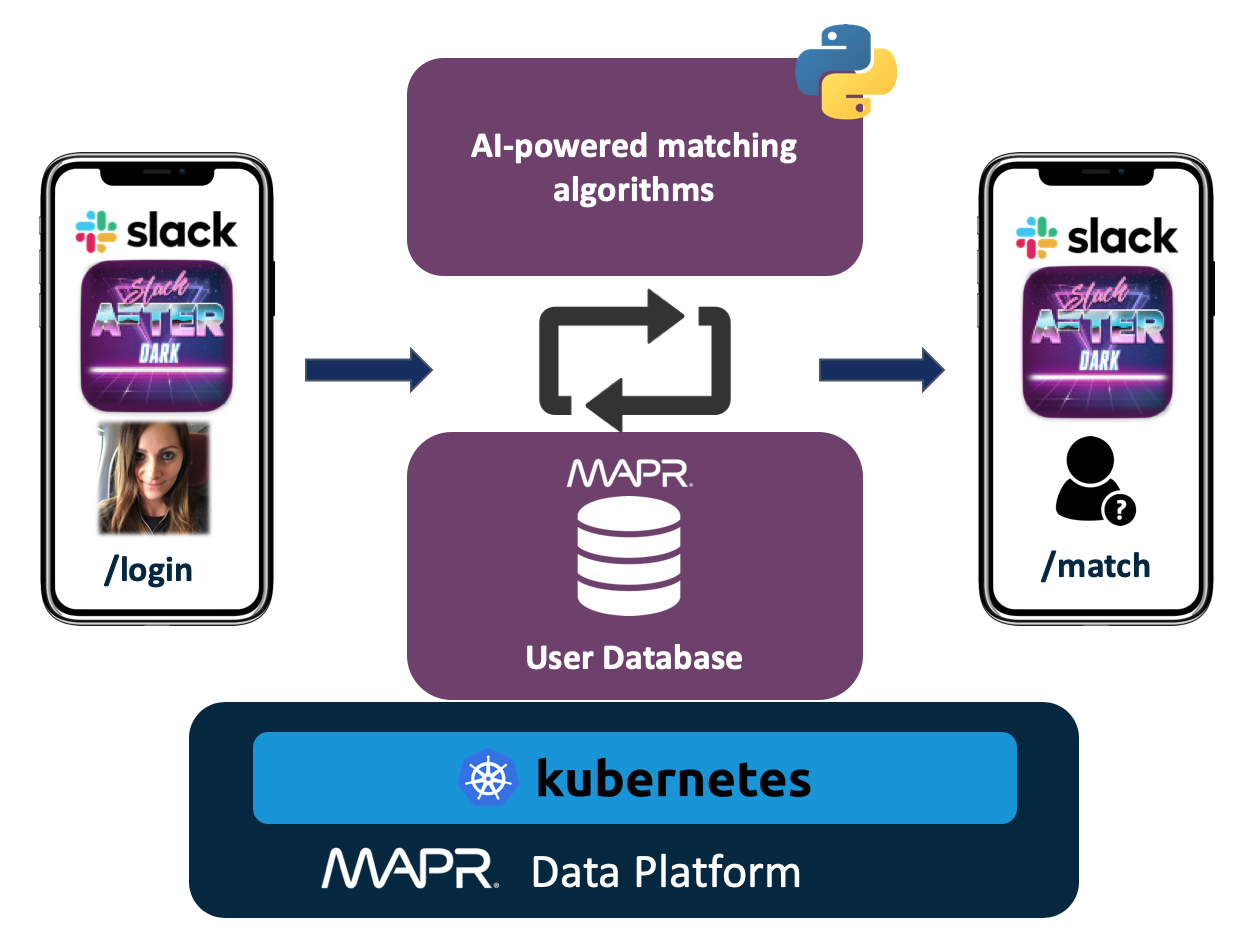 AI-powered matching
algorithms
slack
Slack
AFTER
DARK
/login
slack
Slack
AFTER
DARK
?
/match
MAPR.
User Database
kubernetes
MAPR. Data Platform